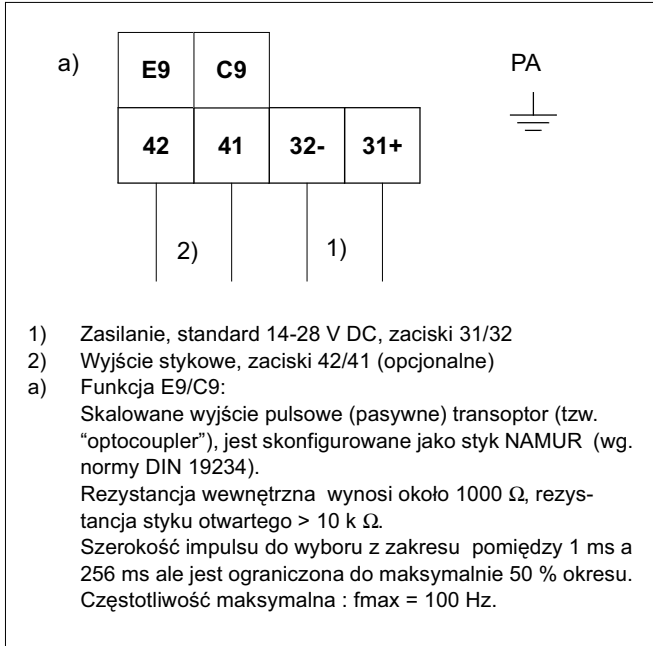 a) E9 C9 PA
42 41 32- 31+
2) 1)
1) Zasilanie, standard 14-28 V DC, zaciski 31/32
2) Wyjście stykowe, zaciski 42/41 (opcjonalne)
a) Funkcja E9/C9:
Skalowane wyjście pulsowe (pasywne) transoptor (tzw.
“optocoupler”), jest skonfigurowane jako styk NAMUR (wg.
normy DIN 19234).
Rezystancja wewnętrzna wynosi około 1000 Ω, rezys-
tancja styku otwartego > 10 k Ω.
Szerokość impulsu do wyboru z zakresu pomiędzy 1 ms a
256 ms ale jest ograniczona do maksymalnie 50 % okresu.
Częstotliwość maksymalna : fmax = 100 Hz.